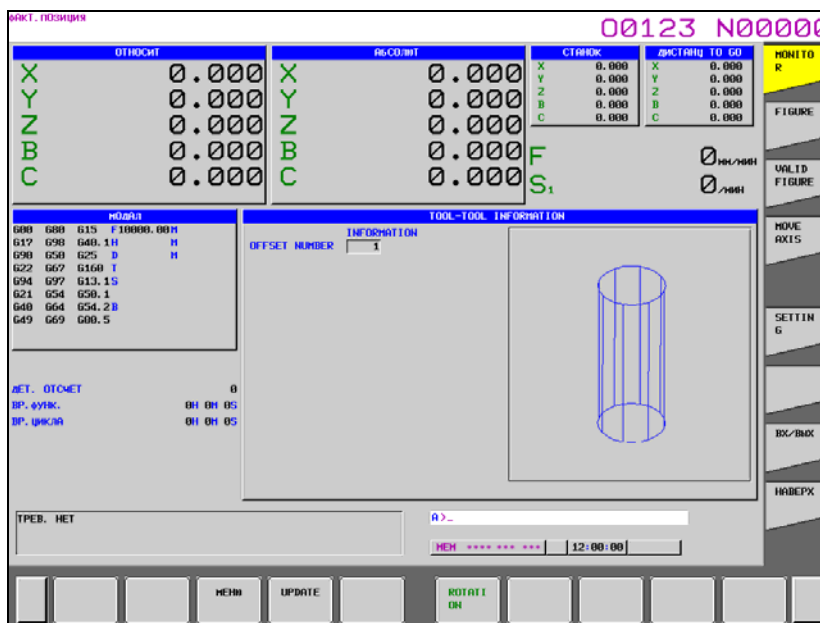 ФАКТ. ПОЗИЦИЯ
O0123 N0000
ОТНОСИТ
X 0.000
Y 0.000
Z 0.000
B 0.000
C 0.000
АБСОЛЮТ
X 0.000
Y 0.000
Z 0.000
B 0.000
C 0.000
СТАНОК
X 0.000
Y 0.000
Z 0.000
B 0.000
C 0.000
ДИСТАНЦ TO GO
X 0.000
Y 0.000
Z 0.000
B 0.000
C 0.000
F 0 мм/мин
S1 0 /мин
МОДАЛ
G00 G80 G15 F10000.00 M
G17 G98 G40.1 H M
G90 G50 G25 D M
G22 G67 G160 T
G94 G97 G13.1 S
G21 G54 G50.1
G40 G64 G54.2 B
G49 G69 G00.5
ДЕТ. ОТСЧЕТ 0
ВР. ФУНК. 0H 0M 0S
ВР. ЦИКЛА 0H 0M 0S
TOOL-TOOL INFORMATION
INFORMATION
OFFSET NUMBER 1
ТРЕВ. НЕТ
A>_
MEM **** *** ***
12:00:00
MONITO
R
FIGURE
VALID
FIGURE
MOVE
AXIS
SETTIN
G
ВХ/ВЫХ
НАВЕРХ
МЕНЮ
UPDATE
ROTATI
ON